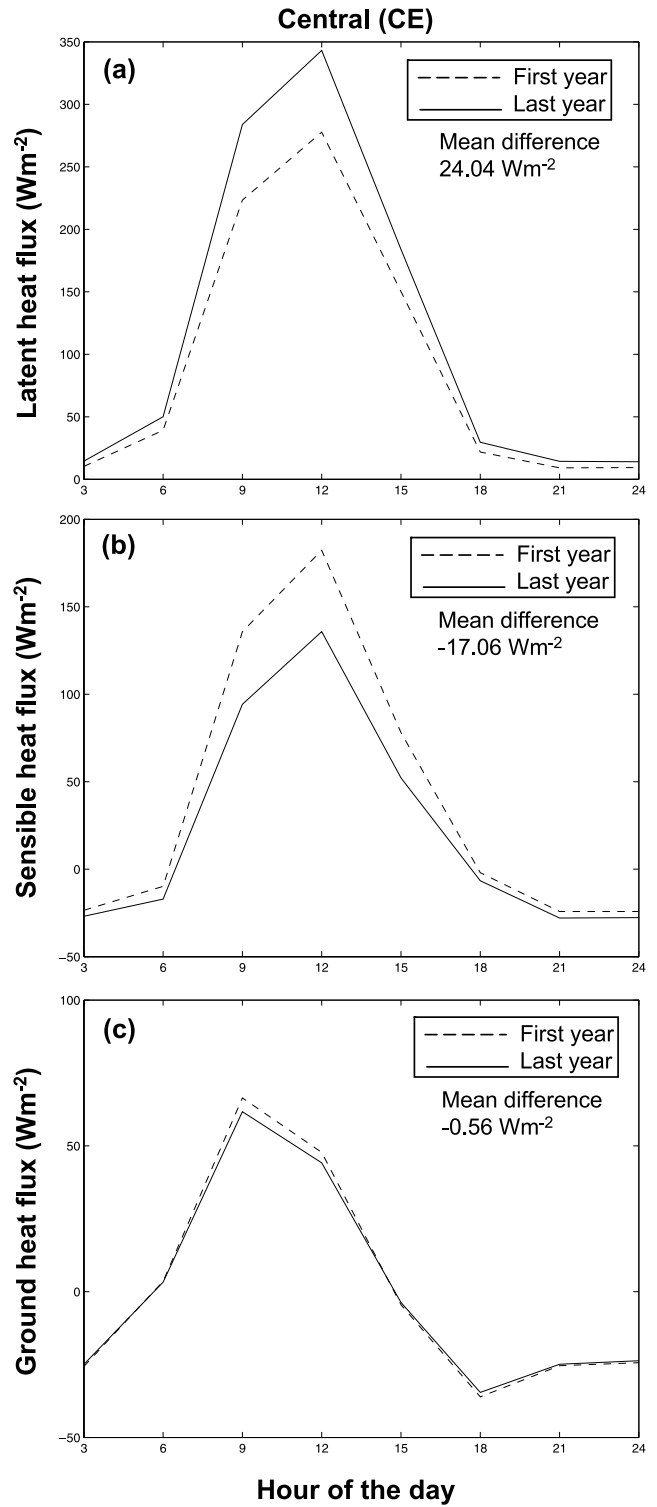 Central (CE)
(a)
First year
Last year
Mean difference
24.04 Wm-2
Latent heat flux (Wm-2)
350
300
250
200
150
100
50
0
3 6 9 12 15 18 21 24
(b)
First year
Last year
Mean difference
-17.06 Wm-2
Sensible heat flux (Wm-2)
200
150
100
50
0
−50
3 6 9 12 15 18 21 24
(c)
First year
Last year
Mean difference
-0.56 Wm-2
Ground heat flux (Wm-2)
100
50
0
−50
3 6 9 12 15 18 21 24
Hour of the day